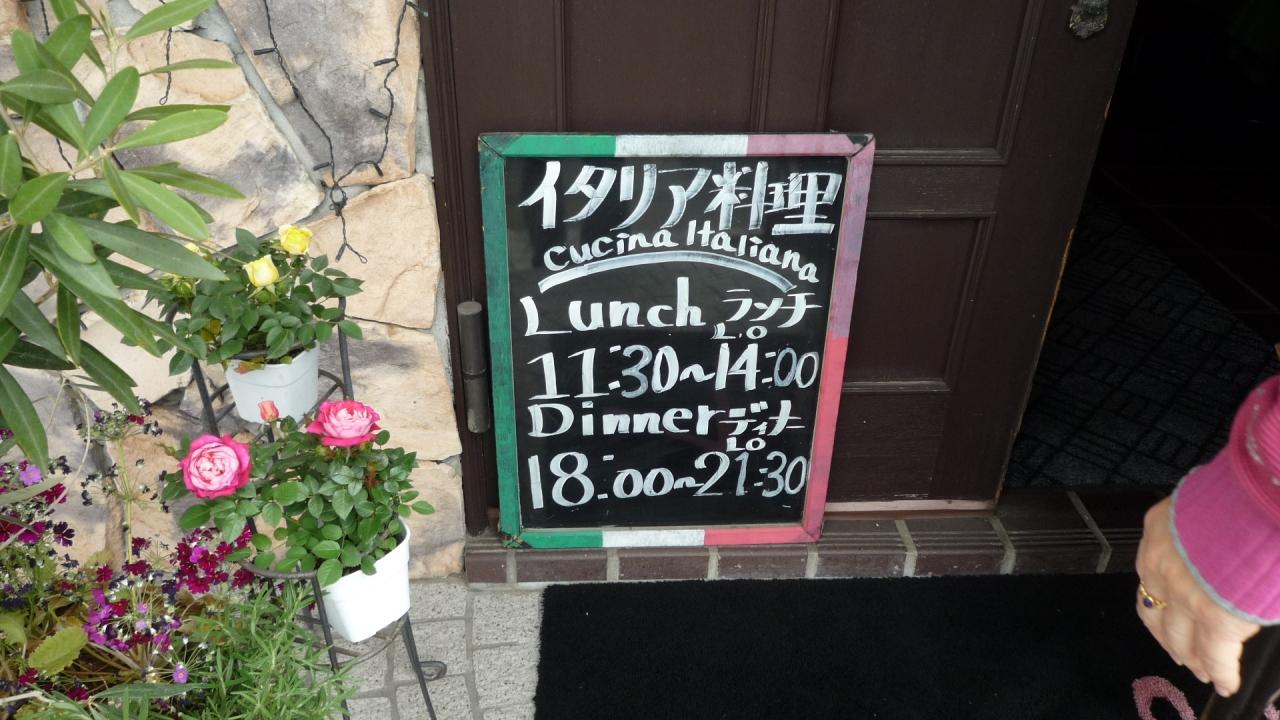 イタリア料理
cucina Italiana
Lunch ランチ
L.O
11:30~14:00
Dinner ディナー
L.O
18:00~21:30